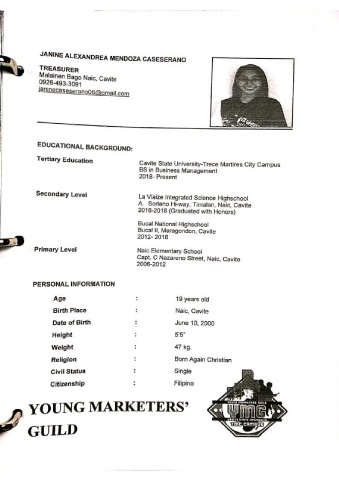 JANINE ALEXANDREA MENDOZA CASESERANO
TREASURER
Malainen Bago Naic, Cavite
0926-493-3091
janinecaseserano06@gmail.com
EDUCATIONAL BACKGROUND:
Tertiary Education
Cavite State University-Trece Martires City Campus
BS in Business Management
2018- Present
Secondary Level
La Viaize Integrated Science Highschool
A. Soriano Hi-way, Timalan, Naic, Cavite
2016-2018 (Graduated with Honors)
Bucal National Highschool
Bucal II, Maragondon, Cavite
2012- 2016
Primary Level
Naic Elementary School
Capt, C Nazareno Street, Naic, Cavite
2006-2012
PERSONAL INFORMATION
Age : 19 years old
Birth Place : Naic, Cavite
Date of Birth : June 10, 2000
Height : 5'5"
Weight : 47 kg.
Religion : Born Again Christian
Civil Status : Single
Citizenship : Filipino
YOUNG MARKETERS'
GUILD
YMG